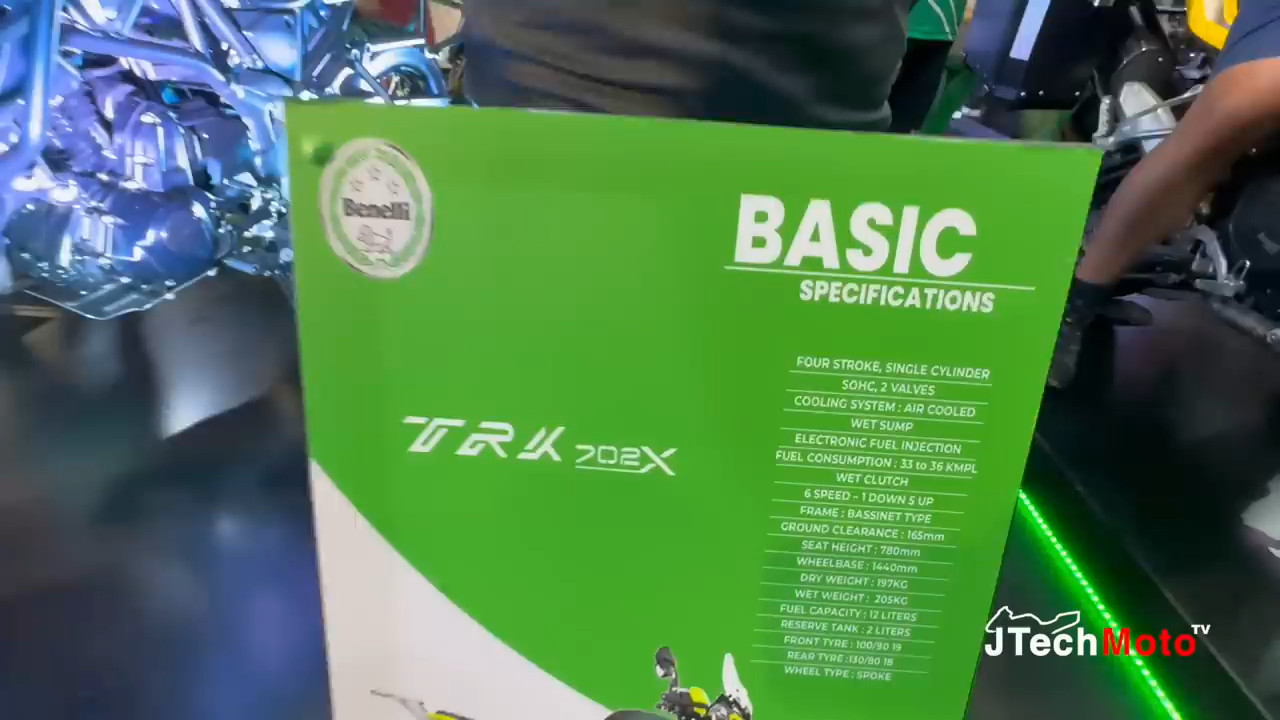 Benelli
BASIC
SPECIFICATIONS
FOUR STROKE, SINGLE CYLINDER
SOHC, 2 VALVES
COOLING SYSTEM : AIR COOLED
WET SUMP
ELECTRONIC FUEL INJECTION
FUEL CONSUMPTION : 33 to 36 KMPL
WET CLUTCH
6 SPEED - 1 DOWN 5 UP
FRAME : BASSINET TYPE
GROUND CLEARANCE : 165mm
SEAT HEIGHT : 780mm
WHEELBASE : 1440mm
DRY WEIGHT : 197KG
WET WEIGHT : 205KG
FUEL CAPACITY : 12 LITERS
RESERVE TANK : 2 LITERS
FRONT TYRE : 100/90 19
REAR TYRE :130/80 18
WHEEL TYPE : SPOKE
TRK 702X
JTechMoto TV